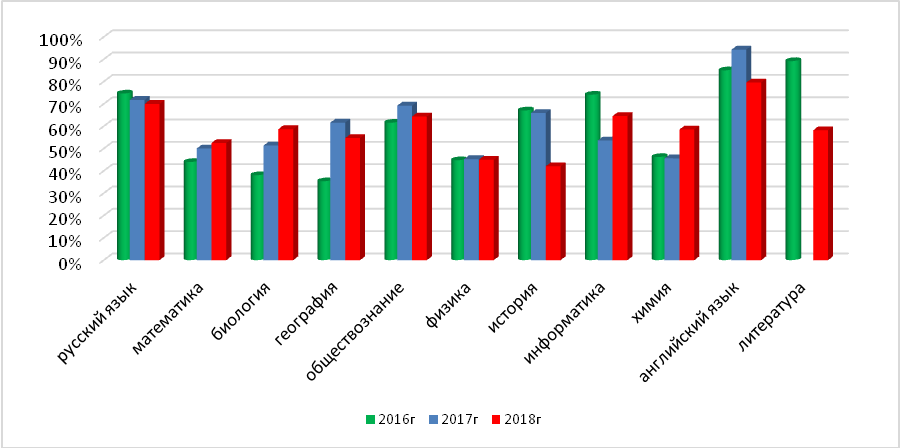 100%
90%
80%
70%
60%
50%
40%
30%
20%
10%
0%
русский язык
математика
биология
география
обществознание
физика
история
информатика
химия
английский язык
литература
2016г 2017г 2018г